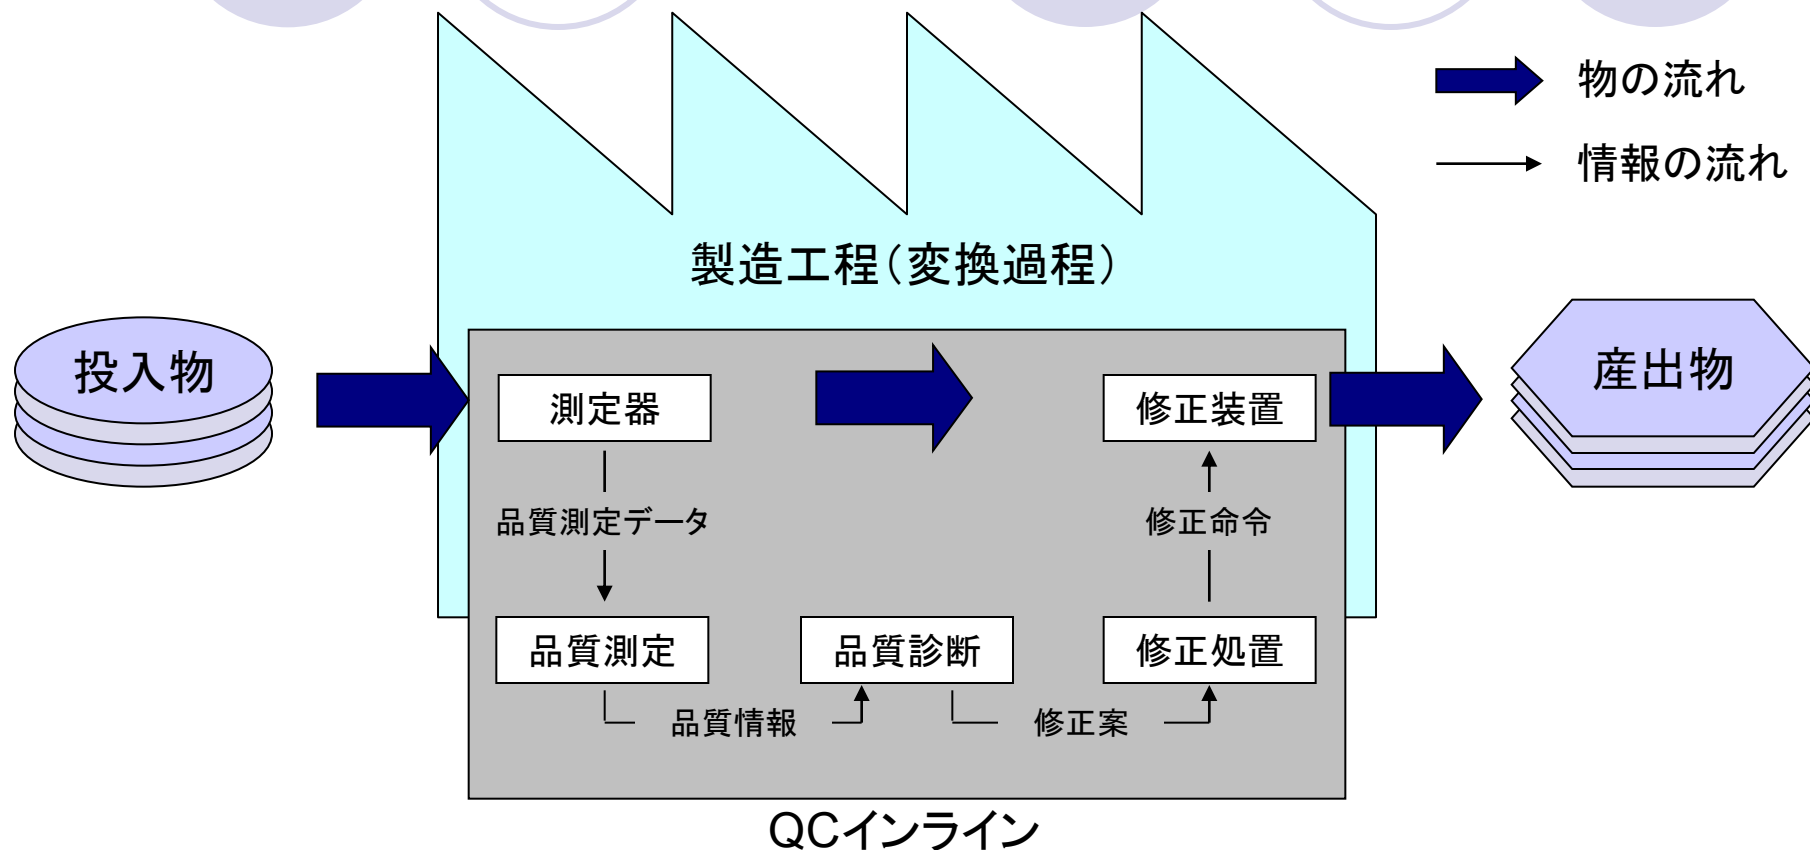 物の流れ
情報の流れ
製造工程（変換過程）
投入物
産出物
測定器
修正装置
品質測定データ
修正命令
品質測定
品質診断
修正処置
品質情報
修正案
QCインライン